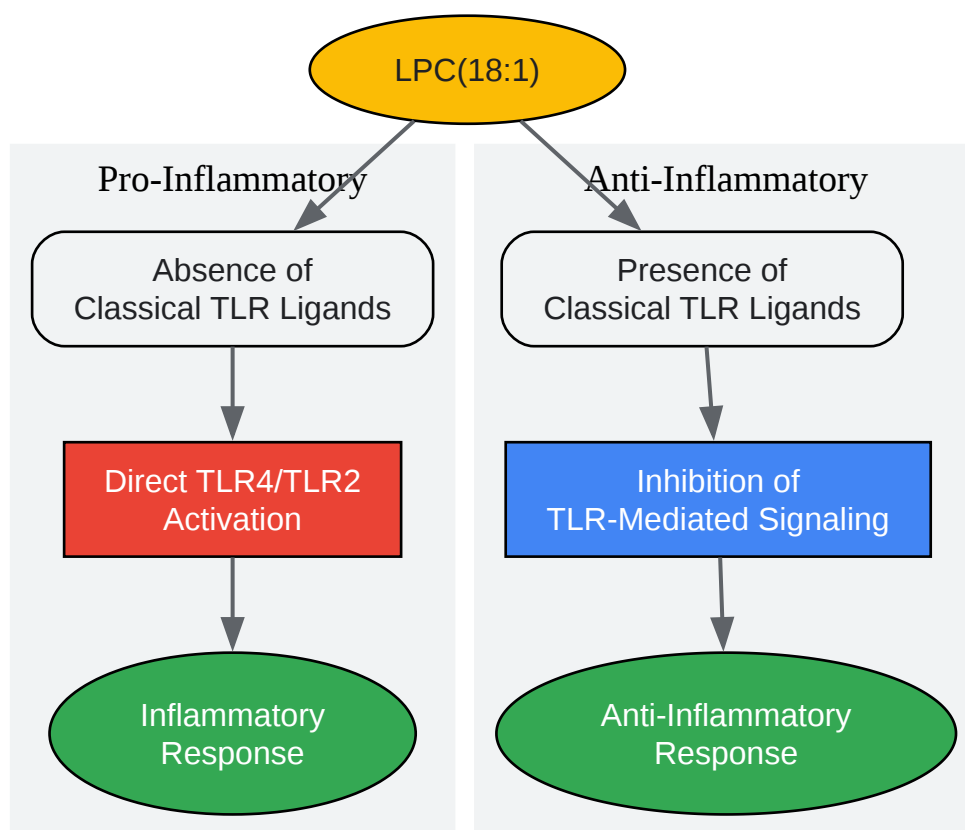 LPC(18:1)
Pro-Inflammatory
Absence of
Classical TLR Ligands
Direct TLR4/TLR2
Activation
Inflammatory
Response
Anti-Inflammatory
Presence of
Classical TLR Ligands
Inhibition of
TLR-Mediated Signaling
Anti-Inflammatory
Response